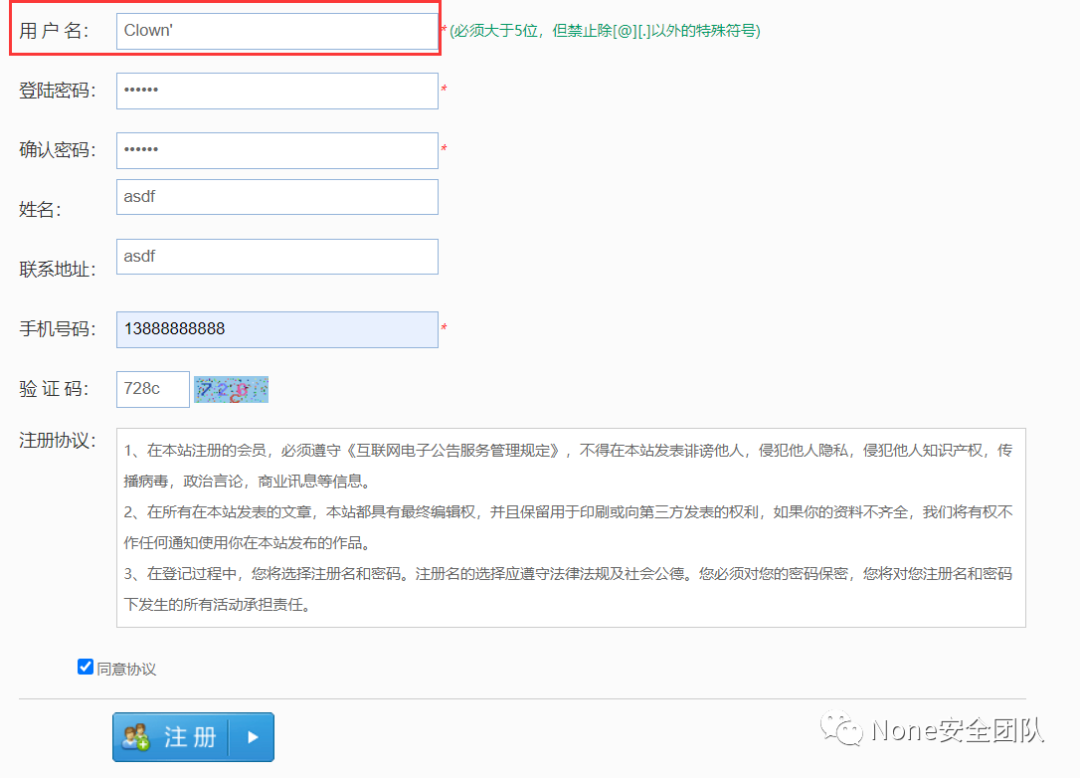 用 户 名： Clown' *(必须大于5位，但禁止除[@][.]以外的特殊符号)
登陆密码： •••••• *
确认密码： •••••• *
姓名： asdf
联系地址： asdf
手机号码： 13888888888 *
验 证 码： 728c 728c
注册协议：
1、在本站注册的会员，必须遵守《互联网电子公告服务管理规定》，不得在本站发表诽谤他人，侵犯他人隐私，侵犯他人知识产权，传
播病毒，政治言论，商业讯息等信息。
2、在所有在本站发表的文章，本站都具有最终编辑权，并且保留用于印刷或向第三方发表的权利，如果你的资料不齐全，我们将有权不
作任何通知使用你在本站发布的作品。
3、在登记过程中，您将选择注册名和密码。注册名的选择应遵守法律法规及社会公德。您必须对您的密码保密，您将对您注册名和密码
下发生的所有活动承担责任。
同意协议
注 册
None安全团队